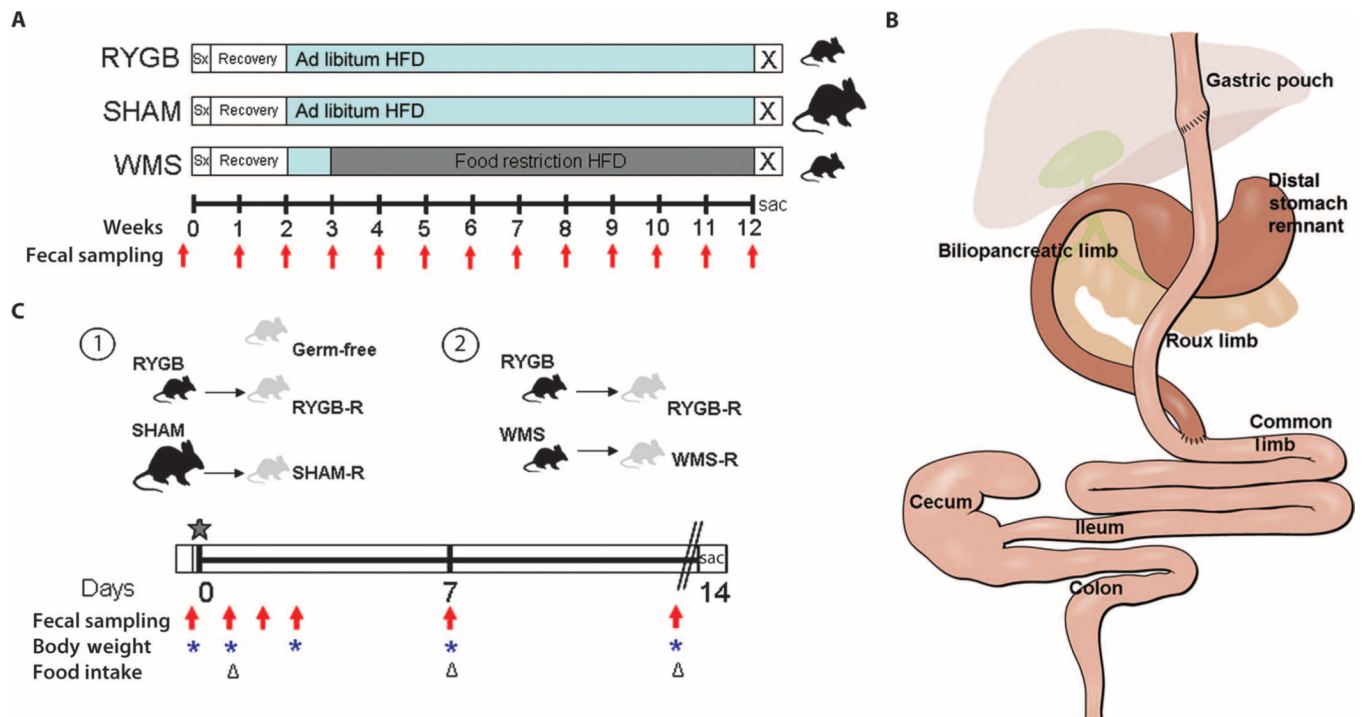 A
RYGB
Sx
Recovery
Ad libitum HFD
X
SHAM
Sx
Recovery
Ad libitum HFD
X
WMS
Sx
Recovery
Food restriction HFD
X
sac
Weeks
0 1 2 3 4 5 6 7 8 9 10 11 12
Fecal sampling
B
Gastric pouch
Distal
stomach
remnant
Biliopancreatic limb
Roux limb
Common
limb
Cecum
Ileum
Colon
C
1
Germ-free
RYGB
RYGB-R
SHAM
SHAM-R
2
RYGB
RYGB-R
WMS
WMS-R
sac
Days
0 7 14
Fecal sampling
Body weight
* * * * *
Food intake